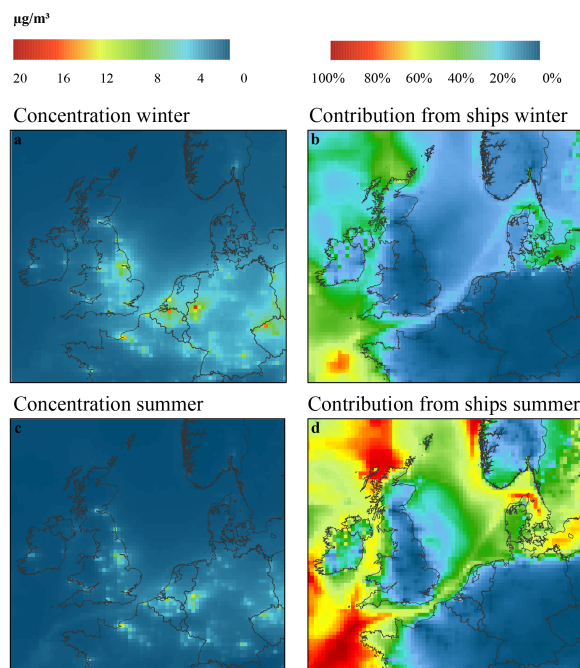 µg/m³
20 16 12 8 4 0
100% 80% 60% 40% 20% 0%
Concentration winter
Contribution from ships winter
a
b
Concentration summer
Contribution from ships summer
c
d